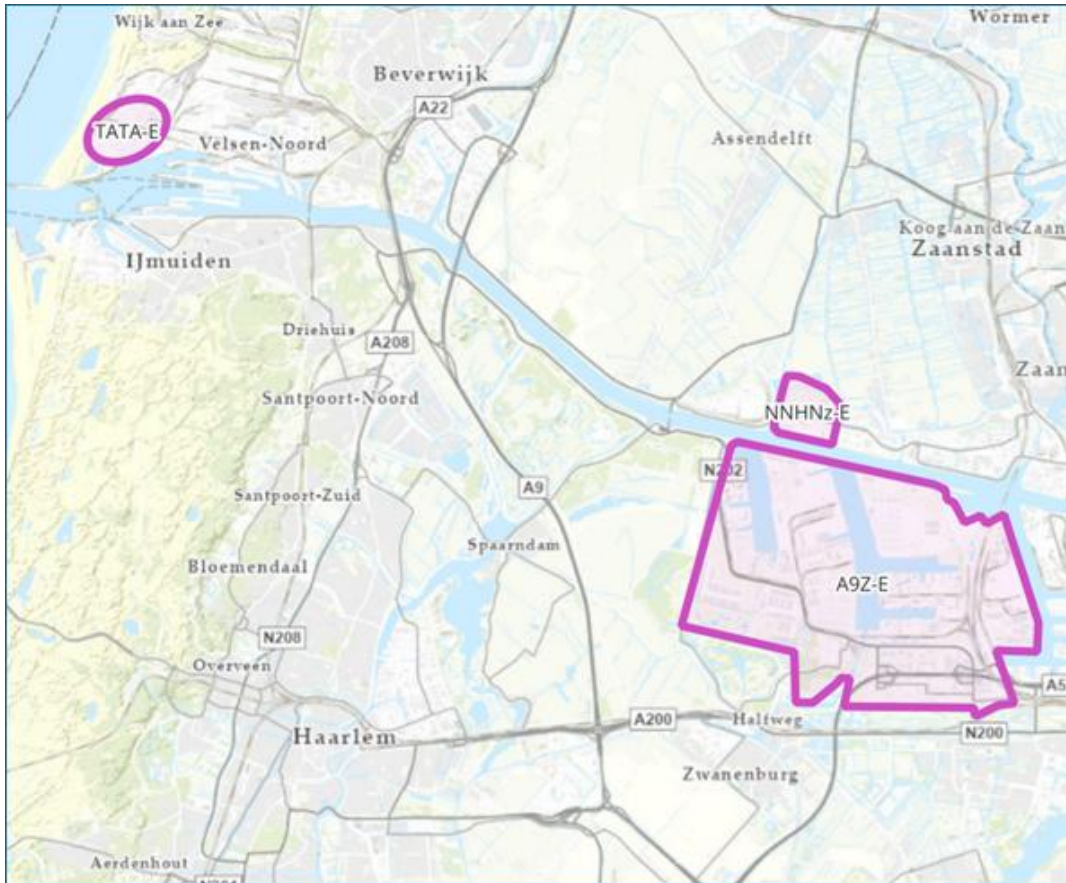 Wijk aan Zee
Wormer
Beverwijk
A22
TATA-E
Velsen-Noord
Assendelft
Koog aan de Zaan
Zaanstad
IJmuiden
Driehuis
A208
Zaan
Santpoort-Noord
NNHNz-E
N202
A9
Santpoort-Zuid
Spaarndam
Bloemendaal
A9Z-E
N208
Overveen
A5
A200
Halfweg
Haarlem
N200
Zwanenburg
Aerdenhout